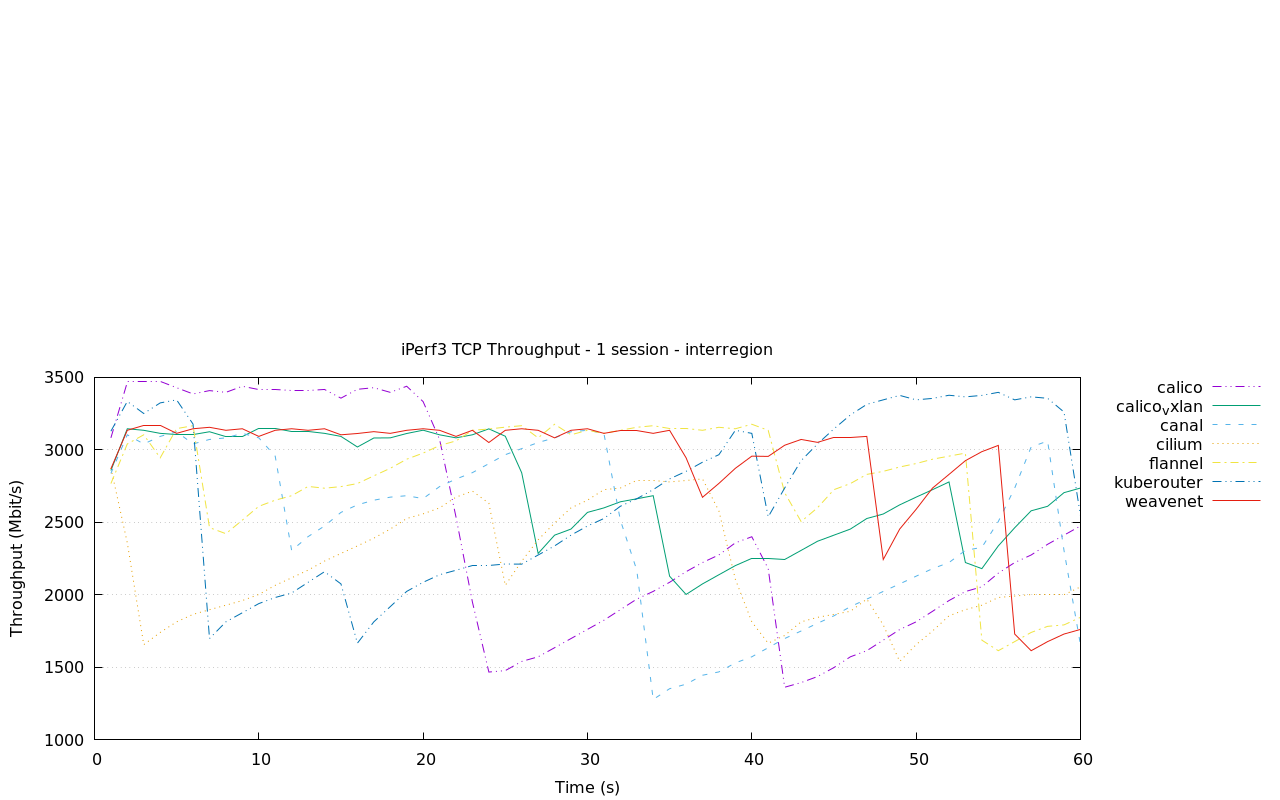 iPerf3 TCP Throughput - 1 session - interregion
3500
3000
2500
2000
1500
1000
Throughput (Mbit/s)
0 10 20 30 40 50 60
Time (s)
calico
calicovxlan
canal
cilium
flannel
kuberouter
weavenet